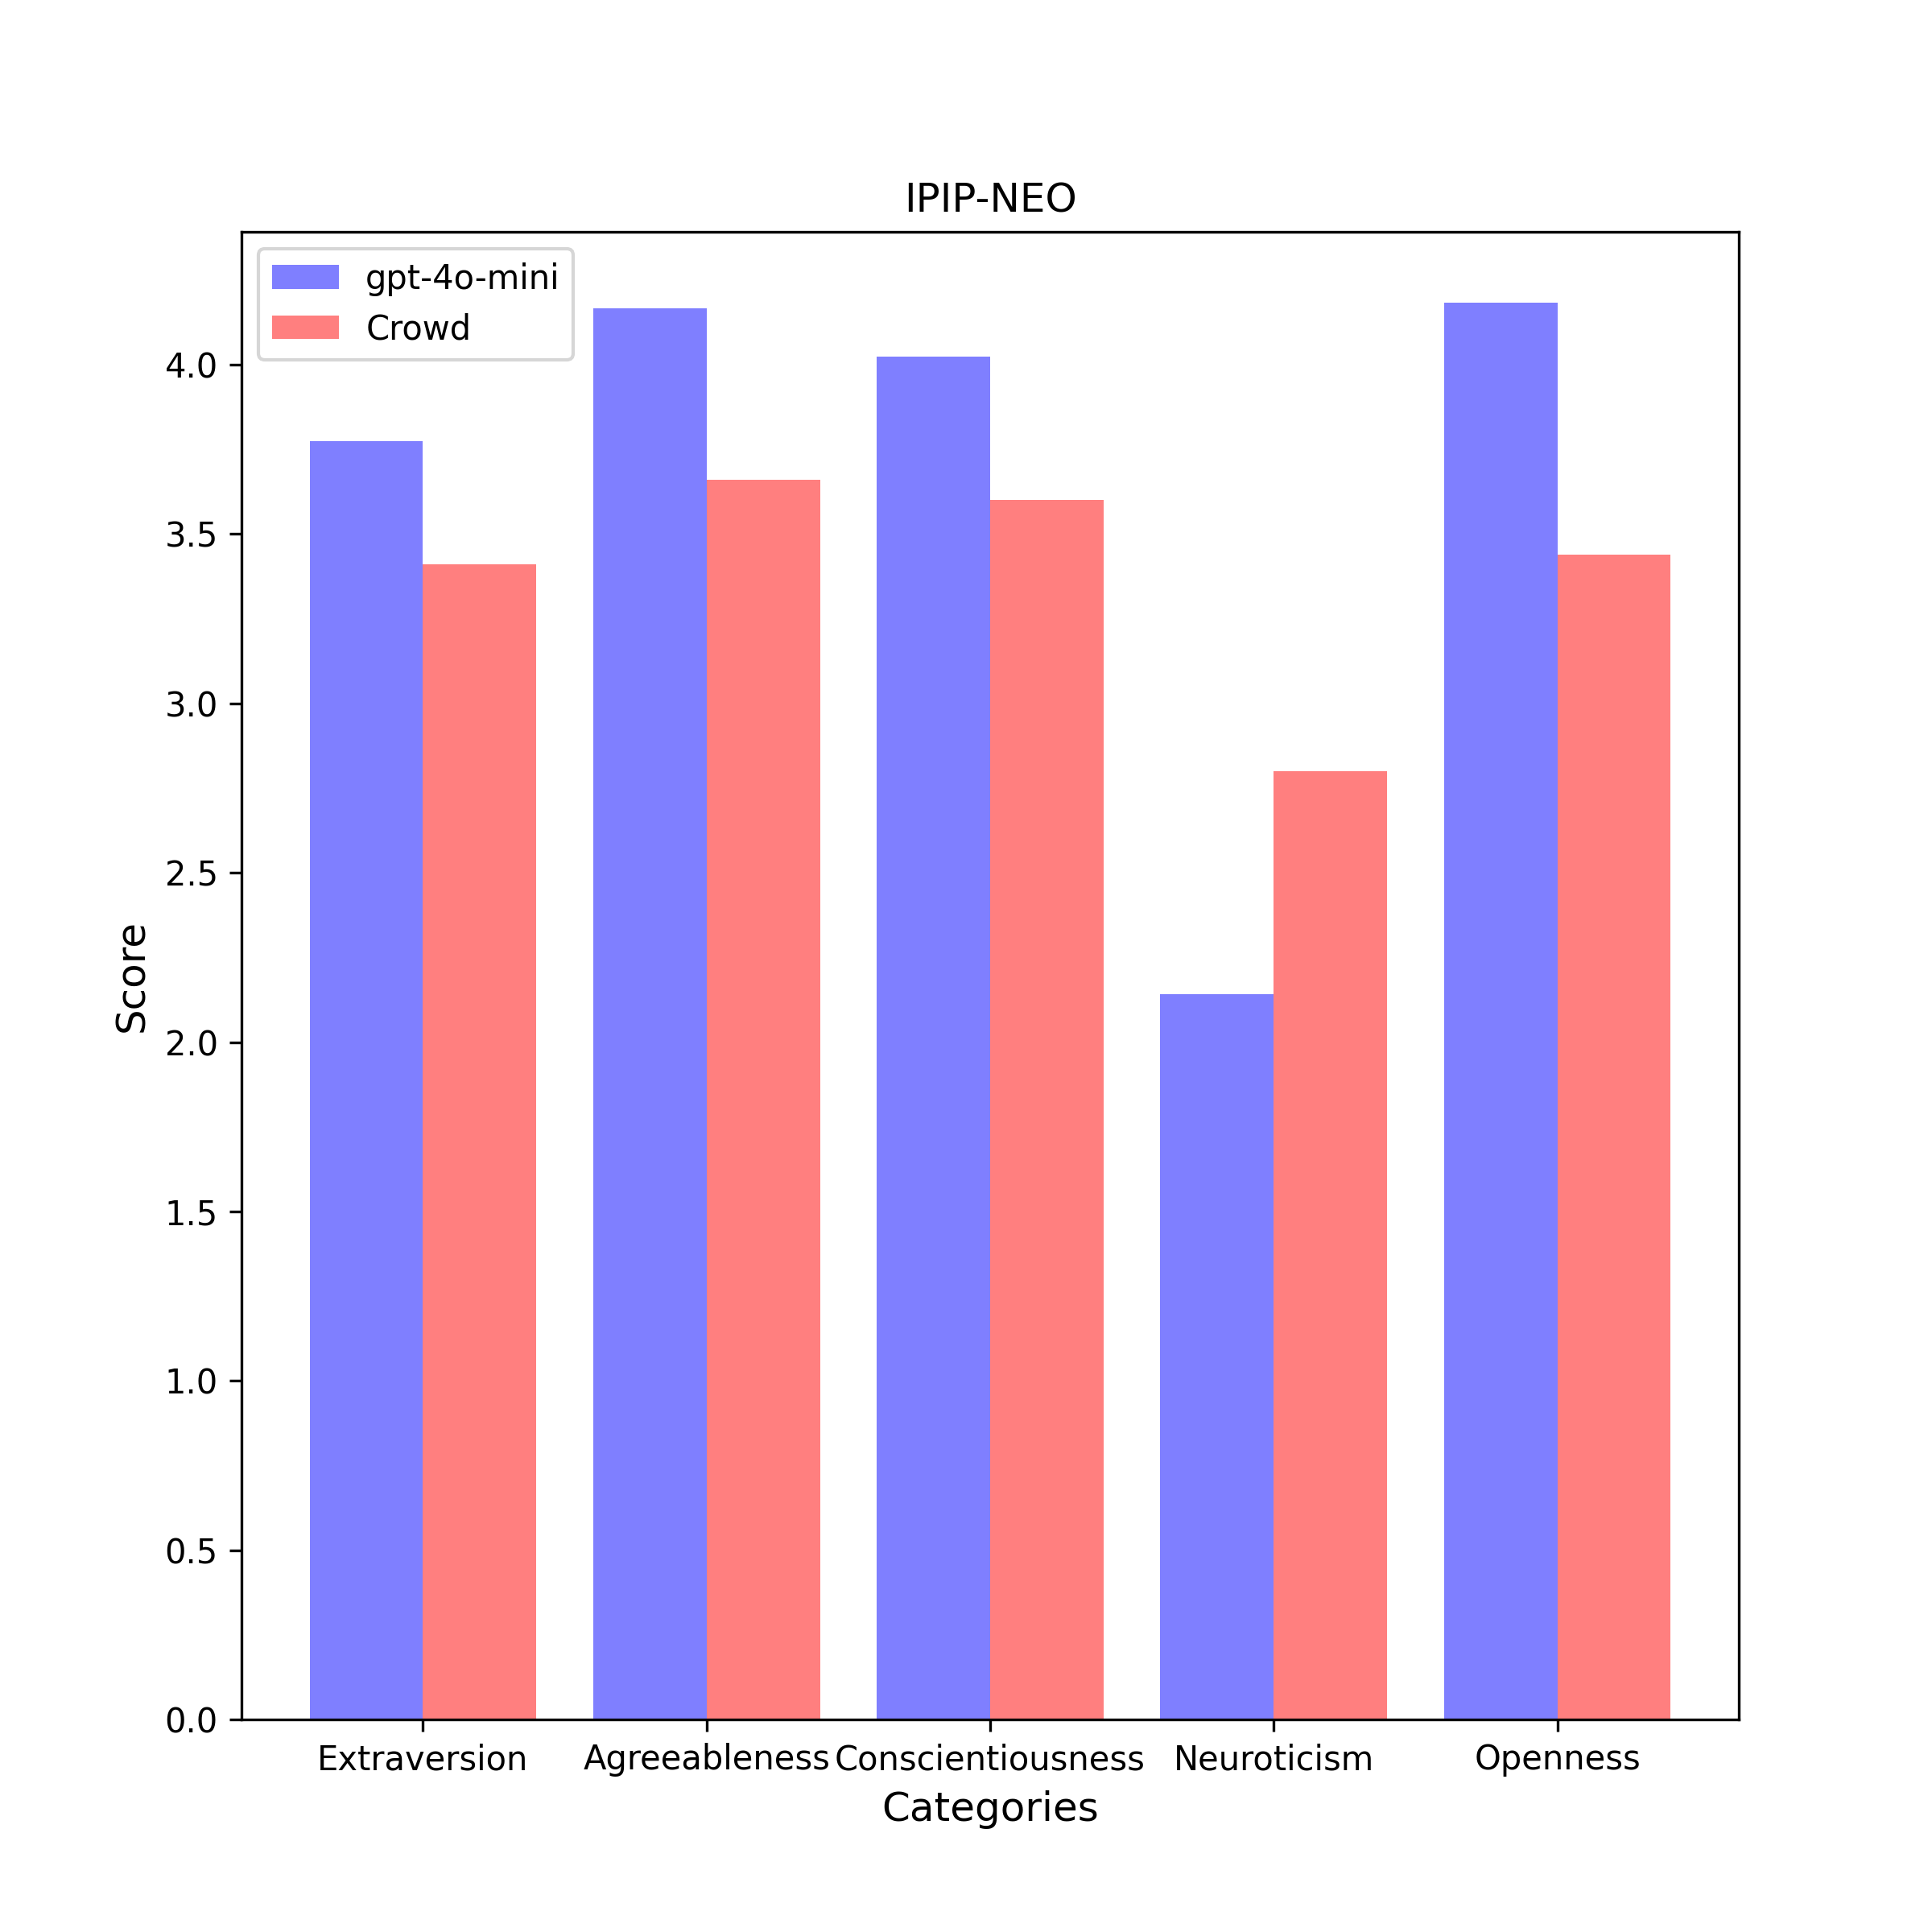 IPIP-NEO
gpt-4o-mini
Crowd
4.0
3.5
3.0
2.5
2.0
1.5
1.0
0.5
0.0
Score
Extraversion Agreeableness Conscientiousness Neuroticism Openness
Categories